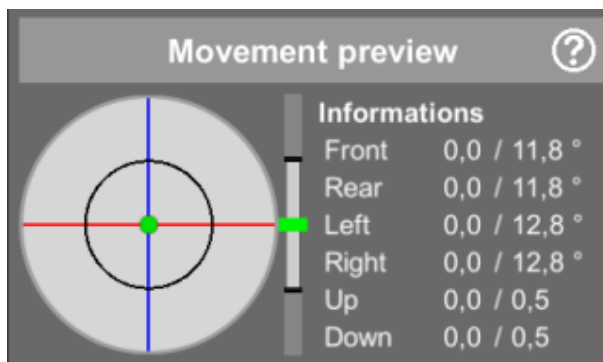 Movement preview ?
Informations
Front 0,0 / 11,8 °
Rear 0,0 / 11,8 °
Left 0,0 / 12,8 °
Right 0,0 / 12,8 °
Up 0,0 / 0,5
Down 0,0 / 0,5